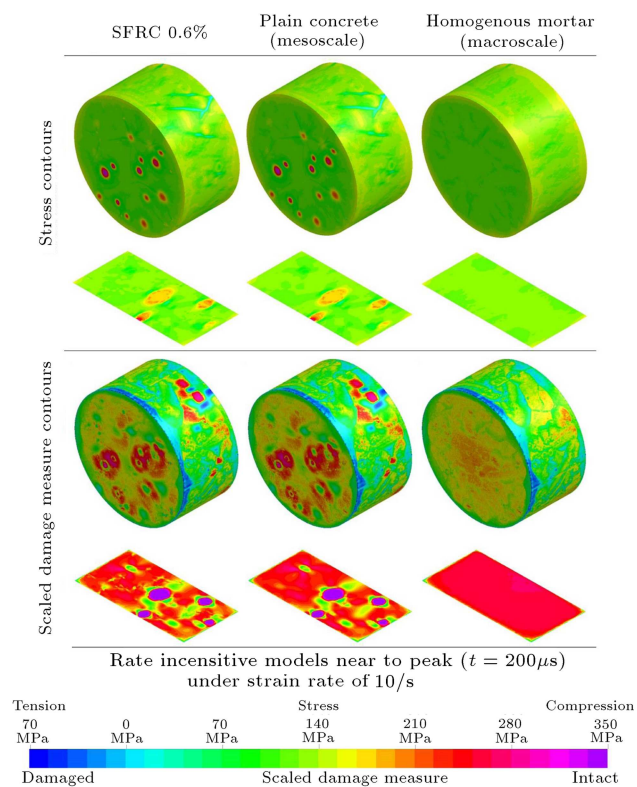 SFRC 0.6%
Plain concrete
(mesoscale)
Homogenous mortar
(macroscale)
Stress contours
Scaled damage measure contours
Rate incensitive models near to peak (t = 200μs)
under strain rate of 10/s
Tension Stress Compression
70 0 70 140 210 280 350
MPa MPa MPa MPa MPa MPa MPa
Damaged Scaled damage measure Intact